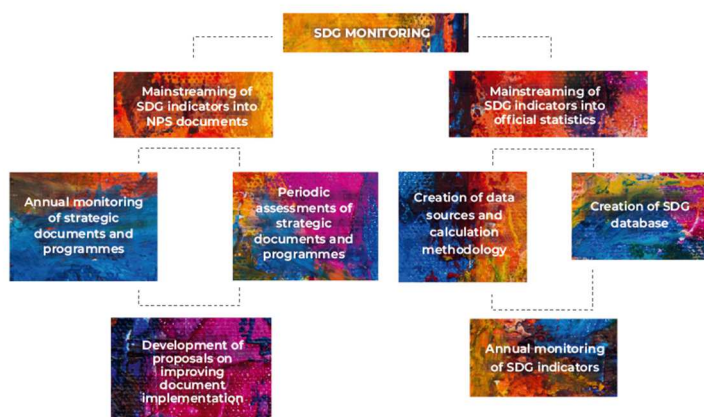 SDG MONITORING
Mainstreaming of
SDG indicators into
NPS documents
Mainstreaming of
SDG indicators into
official statistics
Annual monitoring
of strategic
documents and
programmes
Periodic
assessments of
strategic
documents and
programmes
Creation of data
sources and
calculation
methodology
Creation of SDG
database
Development of
proposals on
improving
document
implementation
Annual monitoring
of SDG indicators